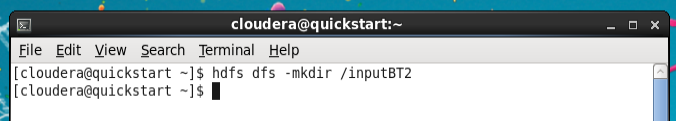 cloudera@quickstart:~
File Edit View Search Terminal Help
[cloudera@quickstart ~]$ hdfs dfs -mkdir /inputBT2
[cloudera@quickstart ~]$